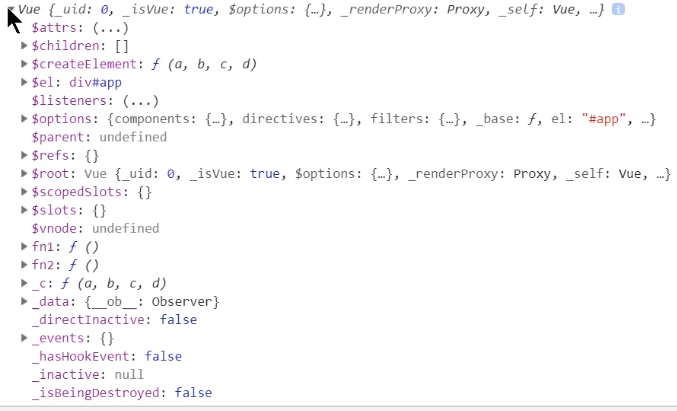 Vue {_uid: 0, _isVue: true, $options: {…}, _renderProxy: Proxy, _self: Vue, …} i
$attrs: (...)
$children: []
$createElement: ƒ (a, b, c, d)
$el: div#app
$listeners: (...)
$options: {components: {…}, directives: {…}, filters: {…}, _base: ƒ, el: "#app", …}
$parent: undefined
$refs: {}
$root: Vue {_uid: 0, _isVue: true, $options: {…}, _renderProxy: Proxy, _self: Vue, …}
$scopedSlots: {}
$slots: {}
$vnode: undefined
fn1: ƒ ()
fn2: ƒ ()
_c: ƒ (a, b, c, d)
_data: {__ob__: Observer}
_directInactive: false
_events: {}
_hasHookEvent: false
_inactive: null
_isBeingDestroyed: false